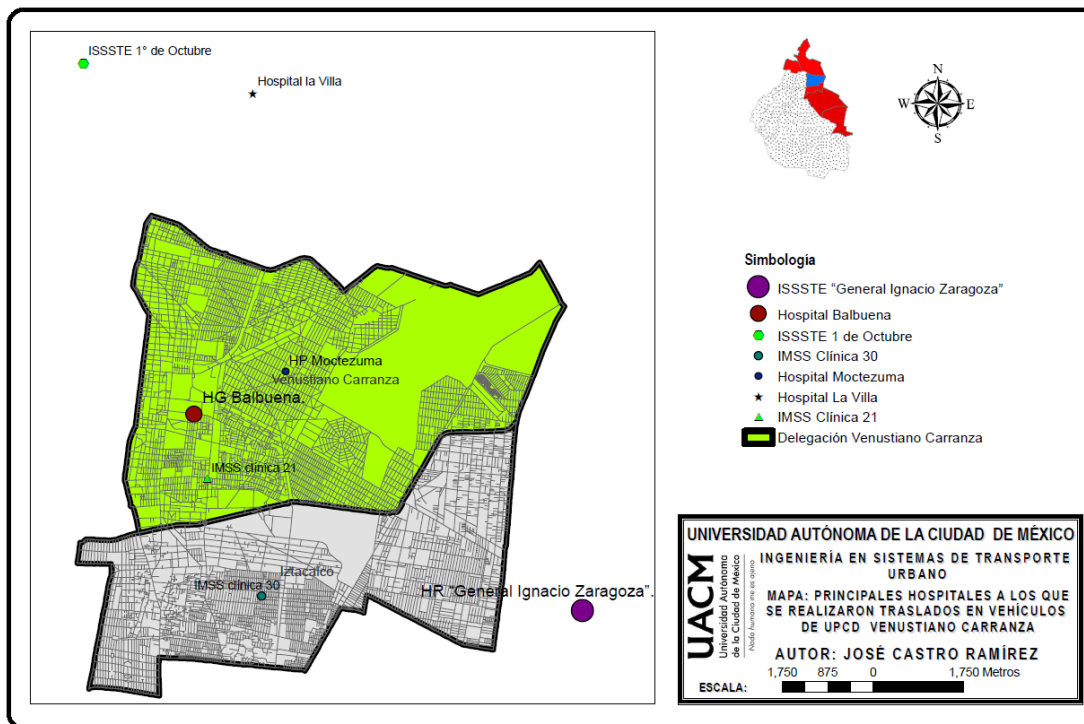 ISSSTE 1° de Octubre
Hospital la Villa
HP Moctezuma
Venustiano Carranza
HG Balbuena.
IMSS clínica 21
Iztacalco
IMSS clínica 30
HR "General Ignacio Zaragoza".
N
W
E
S
Simbología
ISSSTE "General Ignacio Zaragoza"
Hospital Balbuena
ISSSTE 1 de Octubre
IMSS Clínica 30
Hospital Moctezuma
Hospital La Villa
IMSS Clínica 21
Delegación Venustiano Carranza
UNIVERSIDAD AUTÓNOMA DE LA CIUDAD DE MÉXICO
UACM
Universidad Autónoma
de la Ciudad de México
Nada humano me es ajeno
INGENIERÍA EN SISTEMAS DE TRANSPORTE
URBANO
MAPA: PRINCIPALES HOSPITALES A LOS QUE
SE REALIZARON TRASLADOS EN VEHÍCULOS
DE UPCD VENUSTIANO CARRANZA
AUTOR: JOSÉ CASTRO RAMÍREZ
1,750 875 0 1,750 Metros
ESCALA: